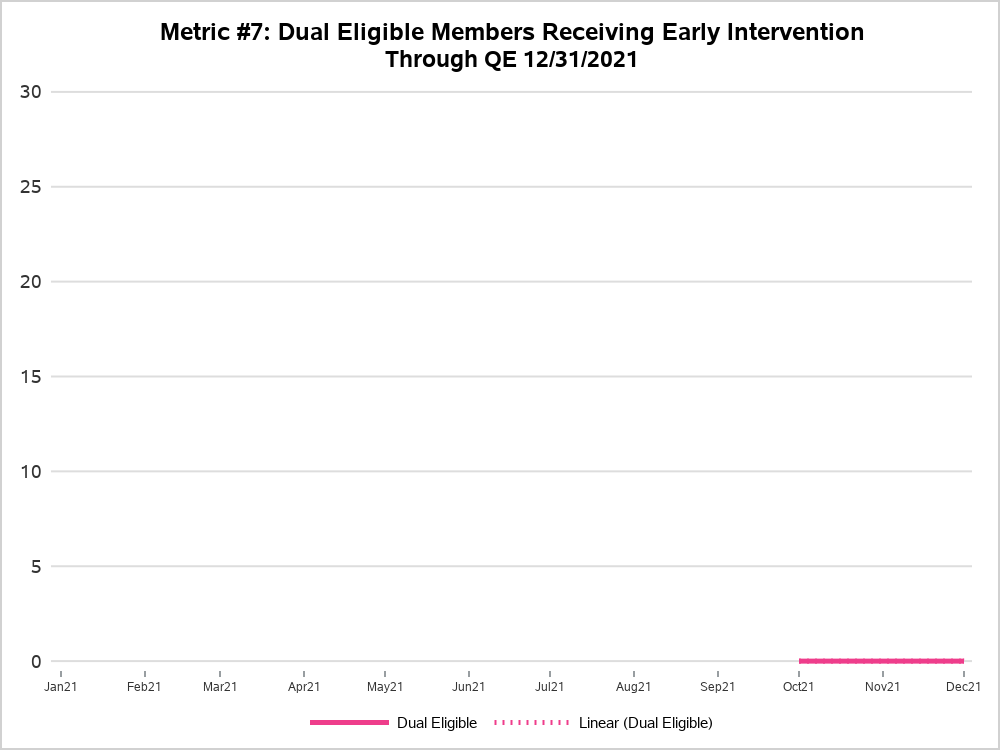 Metric #7: Dual Eligible Members Receiving Early Intervention
Through QE 12/31/2021
30
25
20
15
10
5
0
Jan21 Feb21 Mar21 Apr21 May21 Jun21 Jul21 Aug21 Sep21 Oct21 Nov21 Dec21
Dual Eligible Linear (Dual Eligible)